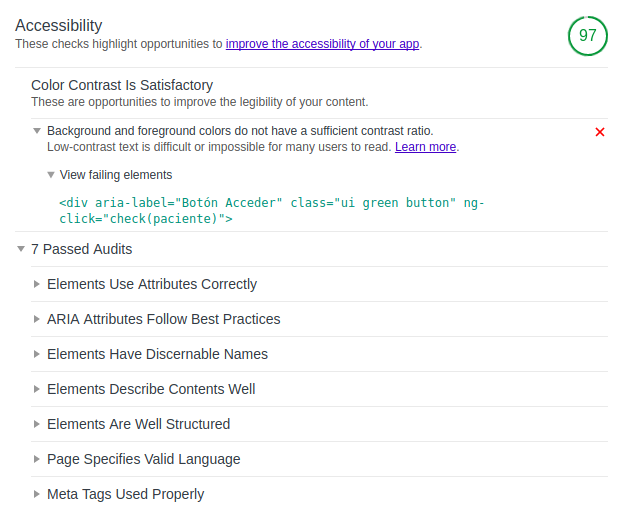 Accessibility
These checks highlight opportunities to improve the accessibility of your app.
97
Color Contrast Is Satisfactory
These are opportunities to improve the legibility of your content.
Background and foreground colors do not have a sufficient contrast ratio.
Low-contrast text is difficult or impossible for many users to read. Learn more.
View failing elements
<div aria-label="Botón Acceder" class="ui green button" ng-
click="check(paciente)">
7 Passed Audits
Elements Use Attributes Correctly
ARIA Attributes Follow Best Practices
Elements Have Discernable Names
Elements Describe Contents Well
Elements Are Well Structured
Page Specifies Valid Language
Meta Tags Used Properly